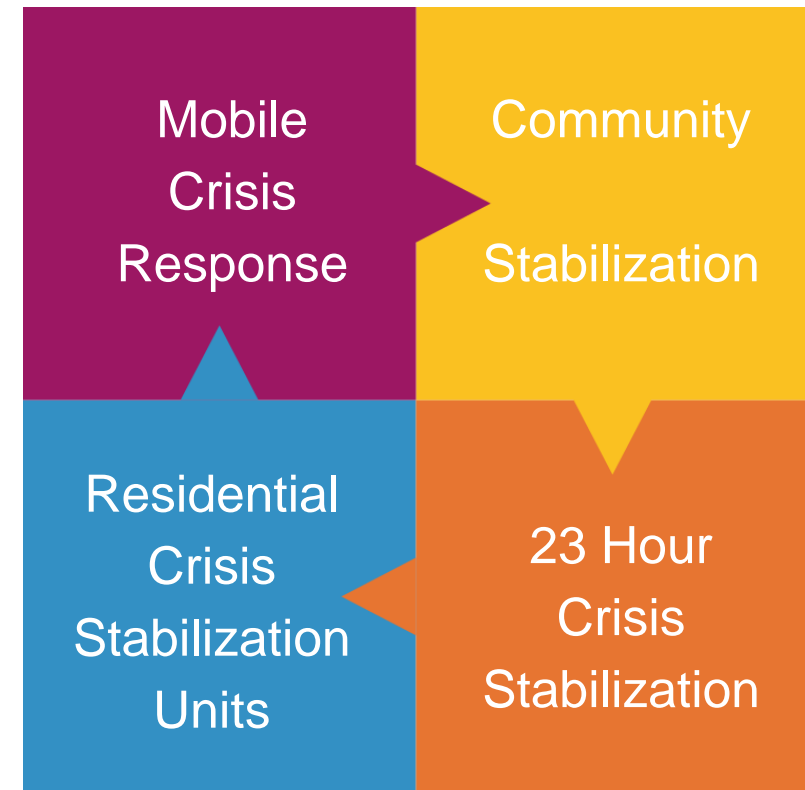 Mobile
Crisis
Response
Community
Stabilization
Residential
Crisis
Stabilization
Units
23 Hour
Crisis
Stabilization